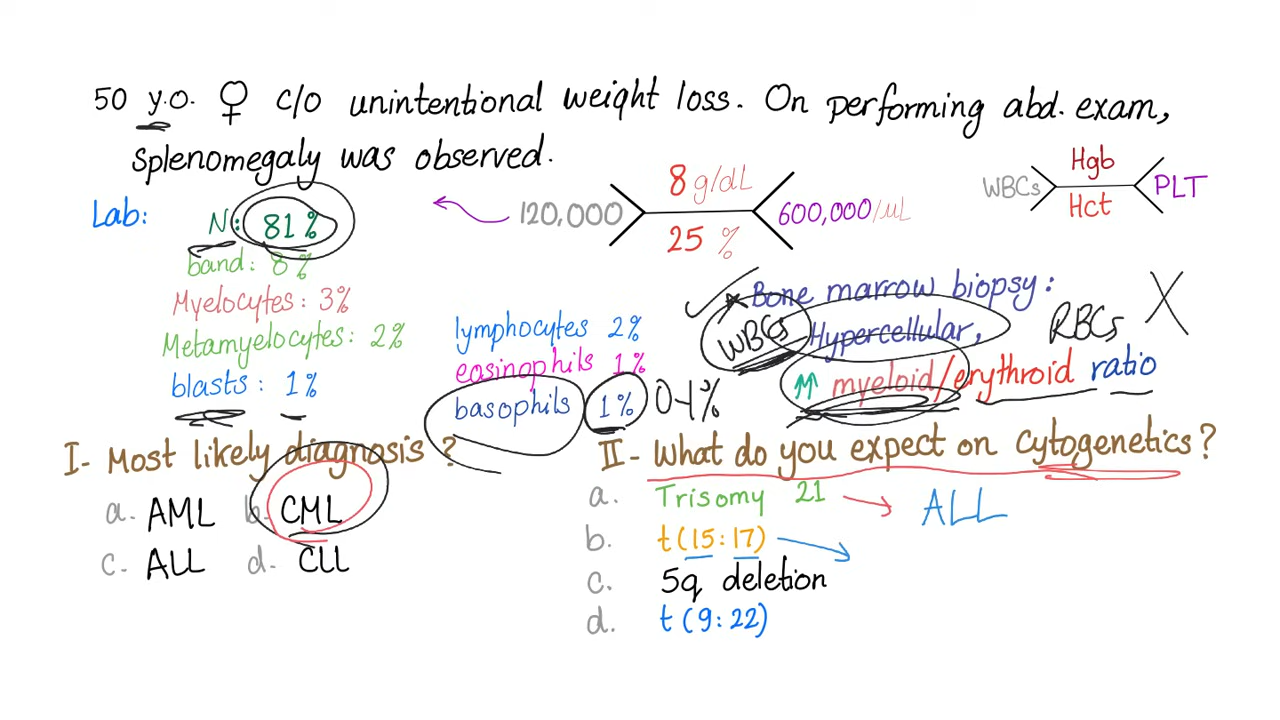 50 y.o. ♀ c/o unintentional weight loss. On performing abd. exam,
splenomegaly was observed.
Lab:
N: 81%
band: 8%
Myelocytes: 3%
Metamyelocytes: 2%
blasts: 1%
lymphocytes 2%
eosinophils 1%
basophils 1% 0-1%
8 g/dL
120,000
600,000/µL
25 %
Hgb
WBCs
PLT
Hct
* Bone marrow biopsy:
WBCs Hypercellular, RBCs
↑↑ myeloid/erythroid ratio
I- Most likely diagnosis?
a. AML b. CML
c. ALL d. CLL
II- What do you expect on cytogenetics?
a. Trisomy 21 → ALL
b. t(15:17) →
c. 5q deletion
d. t(9:22)